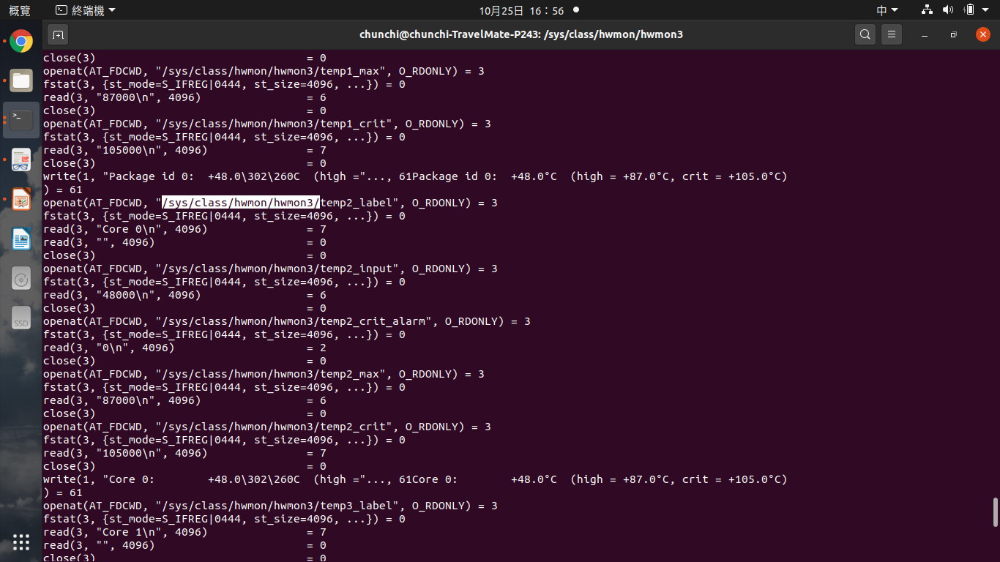 概覽
終端機
10月25日 16：56
中
chunchi@chunchi-TravelMate-P243: /sys/class/hwmon/hwmon3
close(3)                                = 0
openat(AT_FDCWD, "/sys/class/hwmon/hwmon3/temp1_max", O_RDONLY) = 3
fstat(3, {st_mode=S_IFREG|0444, st_size=4096, ...}) = 0
read(3, "87000\n", 4096)                = 6
close(3)                                = 0
openat(AT_FDCWD, "/sys/class/hwmon/hwmon3/temp1_crit", O_RDONLY) = 3
fstat(3, {st_mode=S_IFREG|0444, st_size=4096, ...}) = 0
read(3, "105000\n", 4096)               = 7
close(3)                                = 0
write(1, "Package id 0:  +48.0\302\260C  (high ="..., 61Package id 0:  +48.0°C  (high = +87.0°C, crit = +105.0°C)
) = 61
openat(AT_FDCWD, "/sys/class/hwmon/hwmon3/temp2_label", O_RDONLY) = 3
fstat(3, {st_mode=S_IFREG|0444, st_size=4096, ...}) = 0
read(3, "Core 0\n", 4096)               = 7
read(3, "", 4096)                       = 0
close(3)                                = 0
openat(AT_FDCWD, "/sys/class/hwmon/hwmon3/temp2_input", O_RDONLY) = 3
fstat(3, {st_mode=S_IFREG|0444, st_size=4096, ...}) = 0
read(3, "48000\n", 4096)                = 6
close(3)                                = 0
openat(AT_FDCWD, "/sys/class/hwmon/hwmon3/temp2_crit_alarm", O_RDONLY) = 3
fstat(3, {st_mode=S_IFREG|0444, st_size=4096, ...}) = 0
read(3, "0\n", 4096)                    = 2
close(3)                                = 0
openat(AT_FDCWD, "/sys/class/hwmon/hwmon3/temp2_max", O_RDONLY) = 3
fstat(3, {st_mode=S_IFREG|0444, st_size=4096, ...}) = 0
read(3, "87000\n", 4096)                = 6
close(3)                                = 0
openat(AT_FDCWD, "/sys/class/hwmon/hwmon3/temp2_crit", O_RDONLY) = 3
fstat(3, {st_mode=S_IFREG|0444, st_size=4096, ...}) = 0
read(3, "105000\n", 4096)               = 7
close(3)                                = 0
write(1, "Core 0:        +48.0\302\260C  (high ="..., 61Core 0:        +48.0°C  (high = +87.0°C, crit = +105.0°C)
) = 61
openat(AT_FDCWD, "/sys/class/hwmon/hwmon3/temp3_label", O_RDONLY) = 3
fstat(3, {st_mode=S_IFREG|0444, st_size=4096, ...}) = 0
read(3, "Core 1\n", 4096)               = 7
read(3, "", 4096)                       = 0
close(3)                                = 0
SSD